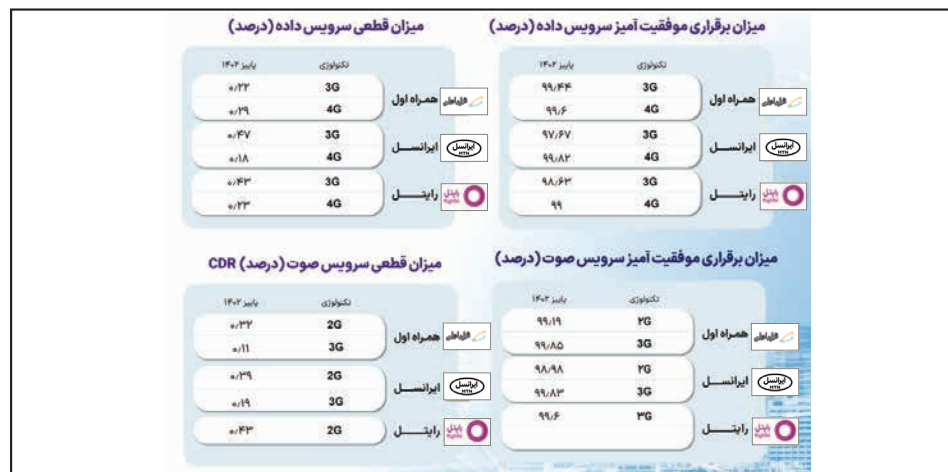 میزان برقراری موفقیت آمیز سرویس داده (درصد)
تکنولوژی پاییز ۱۴۰۲
همراه اول
3G ۹۹/۴۴
4G ۹۹/۶
ایرانسل
3G ۹۷/۶۷
4G ۹۹/۸۲
رایتل
3G ۹۸/۶۳
4G ۹۹
میزان قطعی سرویس داده (درصد)
تکنولوژی پاییز ۱۴۰۲
همراه اول
3G ۰/۲۲
4G ۰/۲۹
ایرانسل
3G ۰/۴۷
4G ۰/۱۸
رایتل
3G ۰/۴۳
4G ۰/۲۳
میزان برقراری موفقیت آمیز سرویس صوت (درصد)
تکنولوژی پاییز ۱۴۰۲
همراه اول
۲G ۹۹/۱۹
3G ۹۹/۸۵
ایرانسل
۲G ۹۸/۹۸
3G ۹۹/۸۳
رایتل
۳G ۹۹/۶
میزان قطعی سرویس صوت (درصد) CDR
تکنولوژی پاییز ۱۴۰۲
همراه اول
2G ۰/۳۲
3G ۰/۱۱
ایرانسل
2G ۰/۳۹
3G ۰/۱۹
رایتل
2G ۰/۴۳